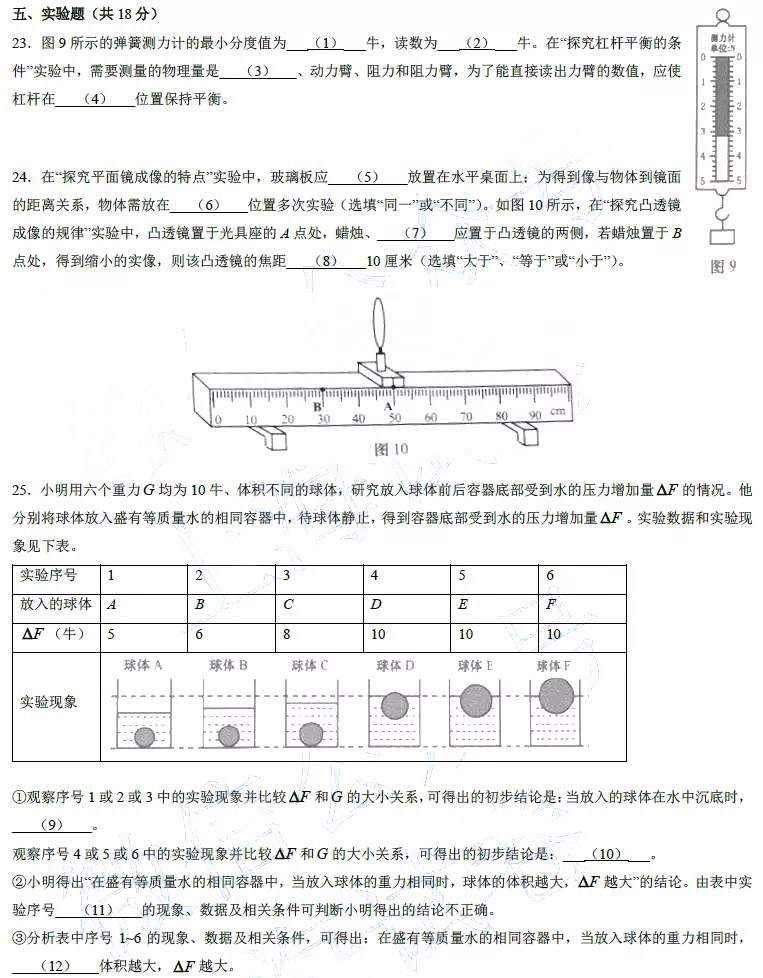 五、实验题（共 18 分）
23．图 9 所示的弹簧测力计的最小分度值为　（1）　牛，读数为　（2）　牛。在“探究杠杆平衡的条
件”实验中，需要测量的物理量是　（3）　、动力臂、阻力和阻力臂，为了能直接读出力臂的数值，应使
杠杆在　（4）　位置保持平衡。
测力计
单位:N
0 0
1 1
2 2
3 3
4 4
5 5
图 9
24．在“探究平面镜成像的特点”实验中，玻璃板应　（5）　放置在水平桌面上；为得到像与物体到镜面
的距离关系，物体需放在　（6）　位置多次实验（选填“同一”或“不同”）。如图 10 所示，在“探究凸透镜
成像的规律”实验中，凸透镜置于光具座的 A 点处，蜡烛、　（7）　应置于凸透镜的两侧，若蜡烛置于 B
点处，得到缩小的实像，则该凸透镜的焦距　（8）　10 厘米（选填“大于”、“等于”或“小于”）。
B A
0 10 20 30 40 50 60 70 80 90 cm
图 10
25．小明用六个重力 G 均为 10 牛、体积不同的球体，研究放入球体前后容器底部受到水的压力增加量 ΔF 的情况。他
分别将球体放入盛有等质量水的相同容器中，待球体静止，得到容器底部受到水的压力增加量 ΔF 。实验数据和实验现
象见下表。
实验序号 1 2 3 4 5 6
放入的球体 A B C D E F
ΔF （牛） 5 6 8 10 10 10
实验现象 球体 A 球体 B 球体 C 球体 D 球体 E 球体 F
①观察序号 1 或 2 或 3 中的实验现象并比较 ΔF 和 G 的大小关系，可得出的初步结论是：当放入的球体在水中沉底时，
　（9）　。
观察序号 4 或 5 或 6 中的实验现象并比较 ΔF 和 G 的大小关系，可得出的初步结论是：　（10）　。
②小明得出“在盛有等质量水的相同容器中，当放入球体的重力相同时，球体的体积越大，ΔF 越大”的结论。由表中实
验序号　（11）　的现象、数据及相关条件可判断小明得出的结论不正确。
③分析表中序号 1~6 的现象、数据及相关条件，可得出：在盛有等质量水的相同容器中，当放入球体的重力相同时，
　（12）　体积越大，ΔF 越大。